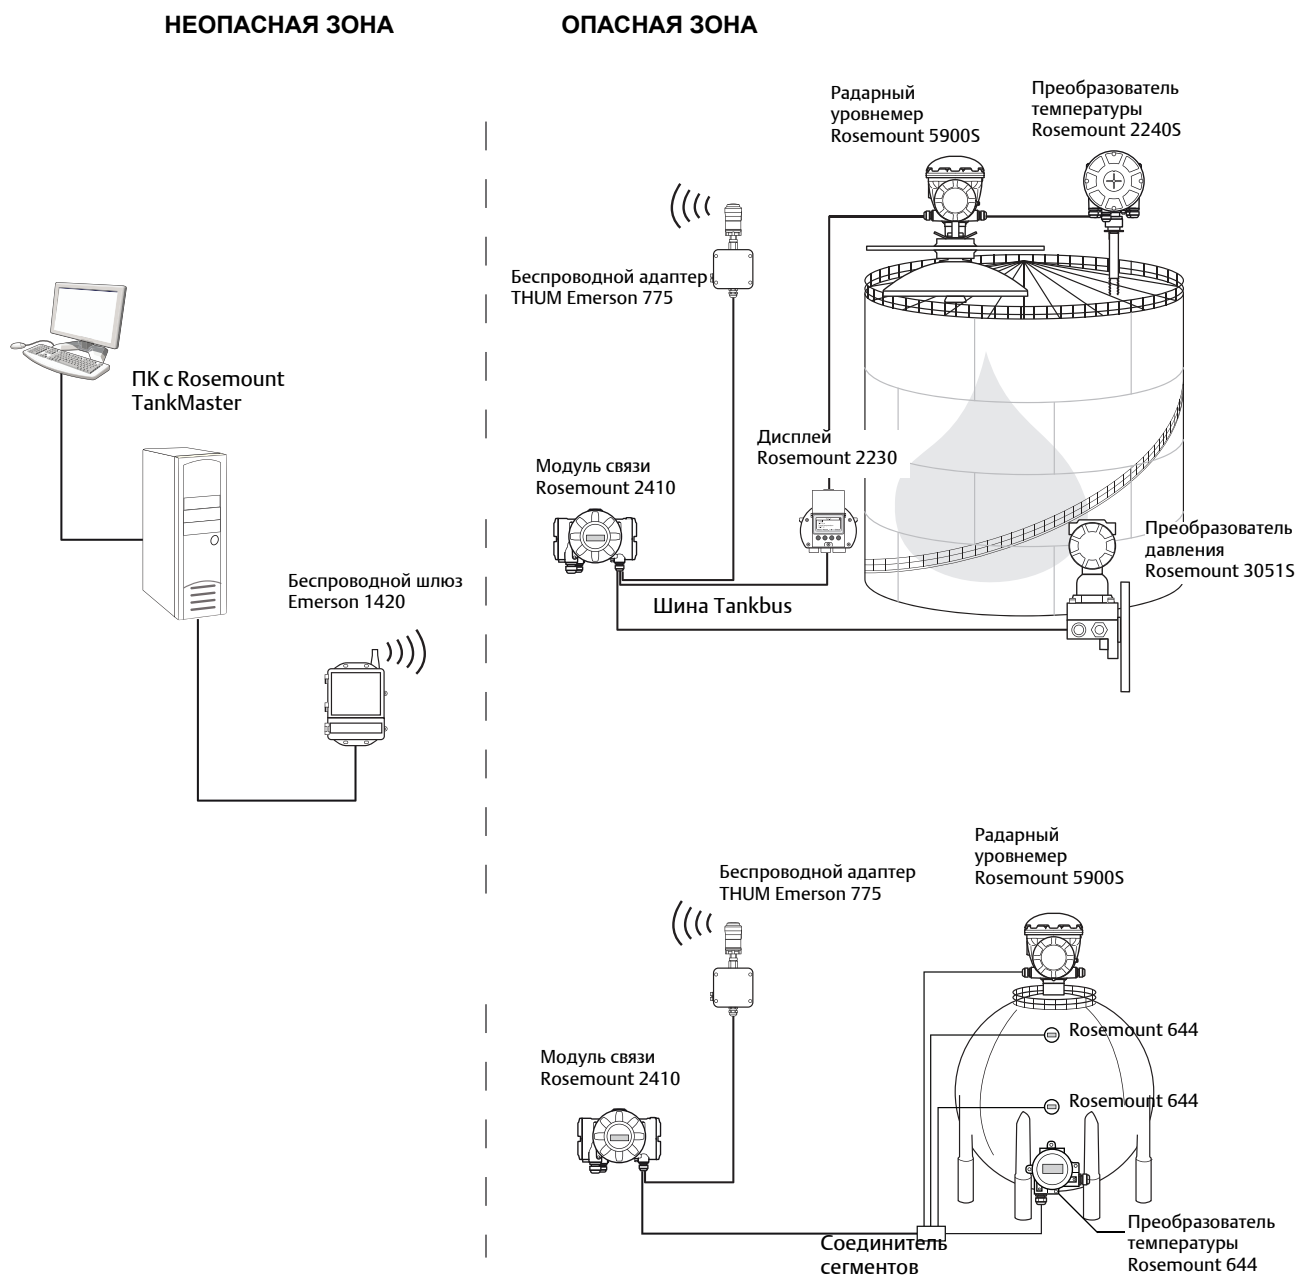 НЕОПАСНАЯ ЗОНА
ОПАСНАЯ ЗОНА
Радарный
уровнемер
Rosemount 5900S
Преобразователь
температуры
Rosemount 2240S
Беспроводной адаптер
THUM Emerson 775
ПК с Rosemount
TankMaster
Дисплей
Rosemount 2230
Модуль связи
Rosemount 2410
Преобразователь
давления
Rosemount 3051S
Беспроводной шлюз
Emerson 1420
Шина Tankbus
Радарный
уровнемер
Rosemount 5900S
Беспроводной адаптер
THUM Emerson 775
Rosemount 644
Модуль связи
Rosemount 2410
Rosemount 644
Преобразователь
температуры
Rosemount 644
Соединитель
сегментов